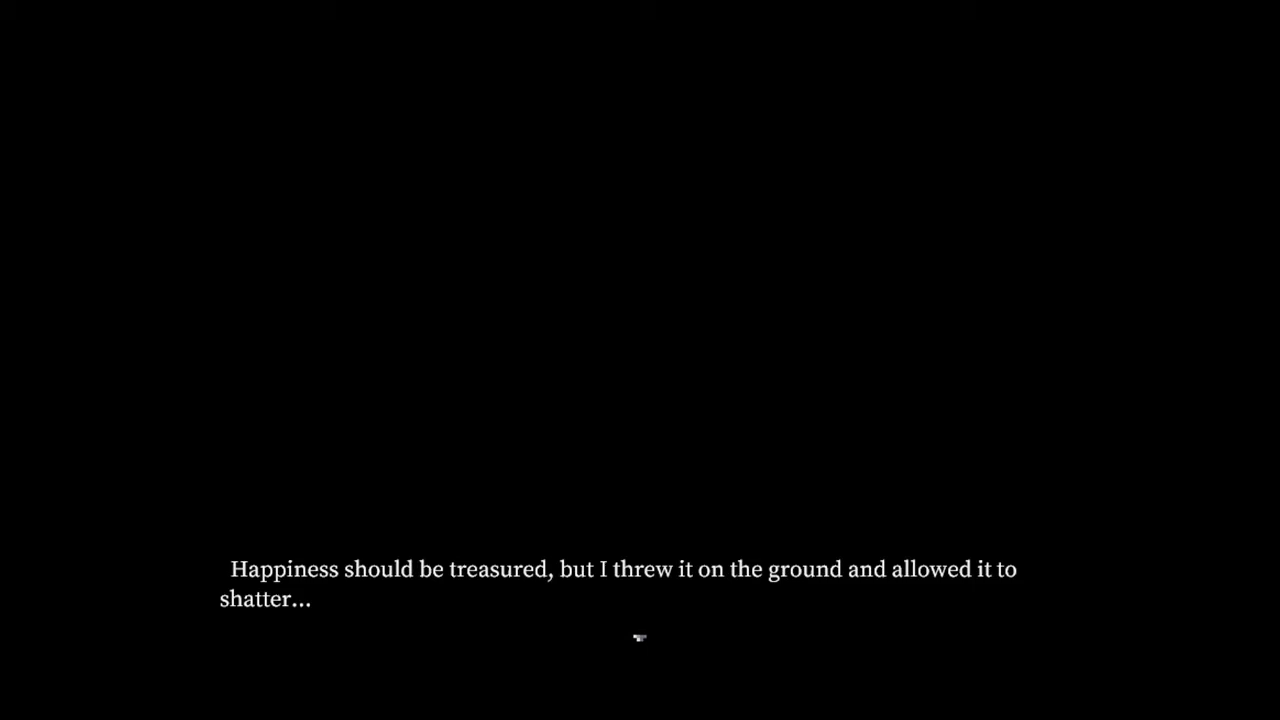 Happiness should be treasured, but I threw it on the ground and allowed it to
shatter...